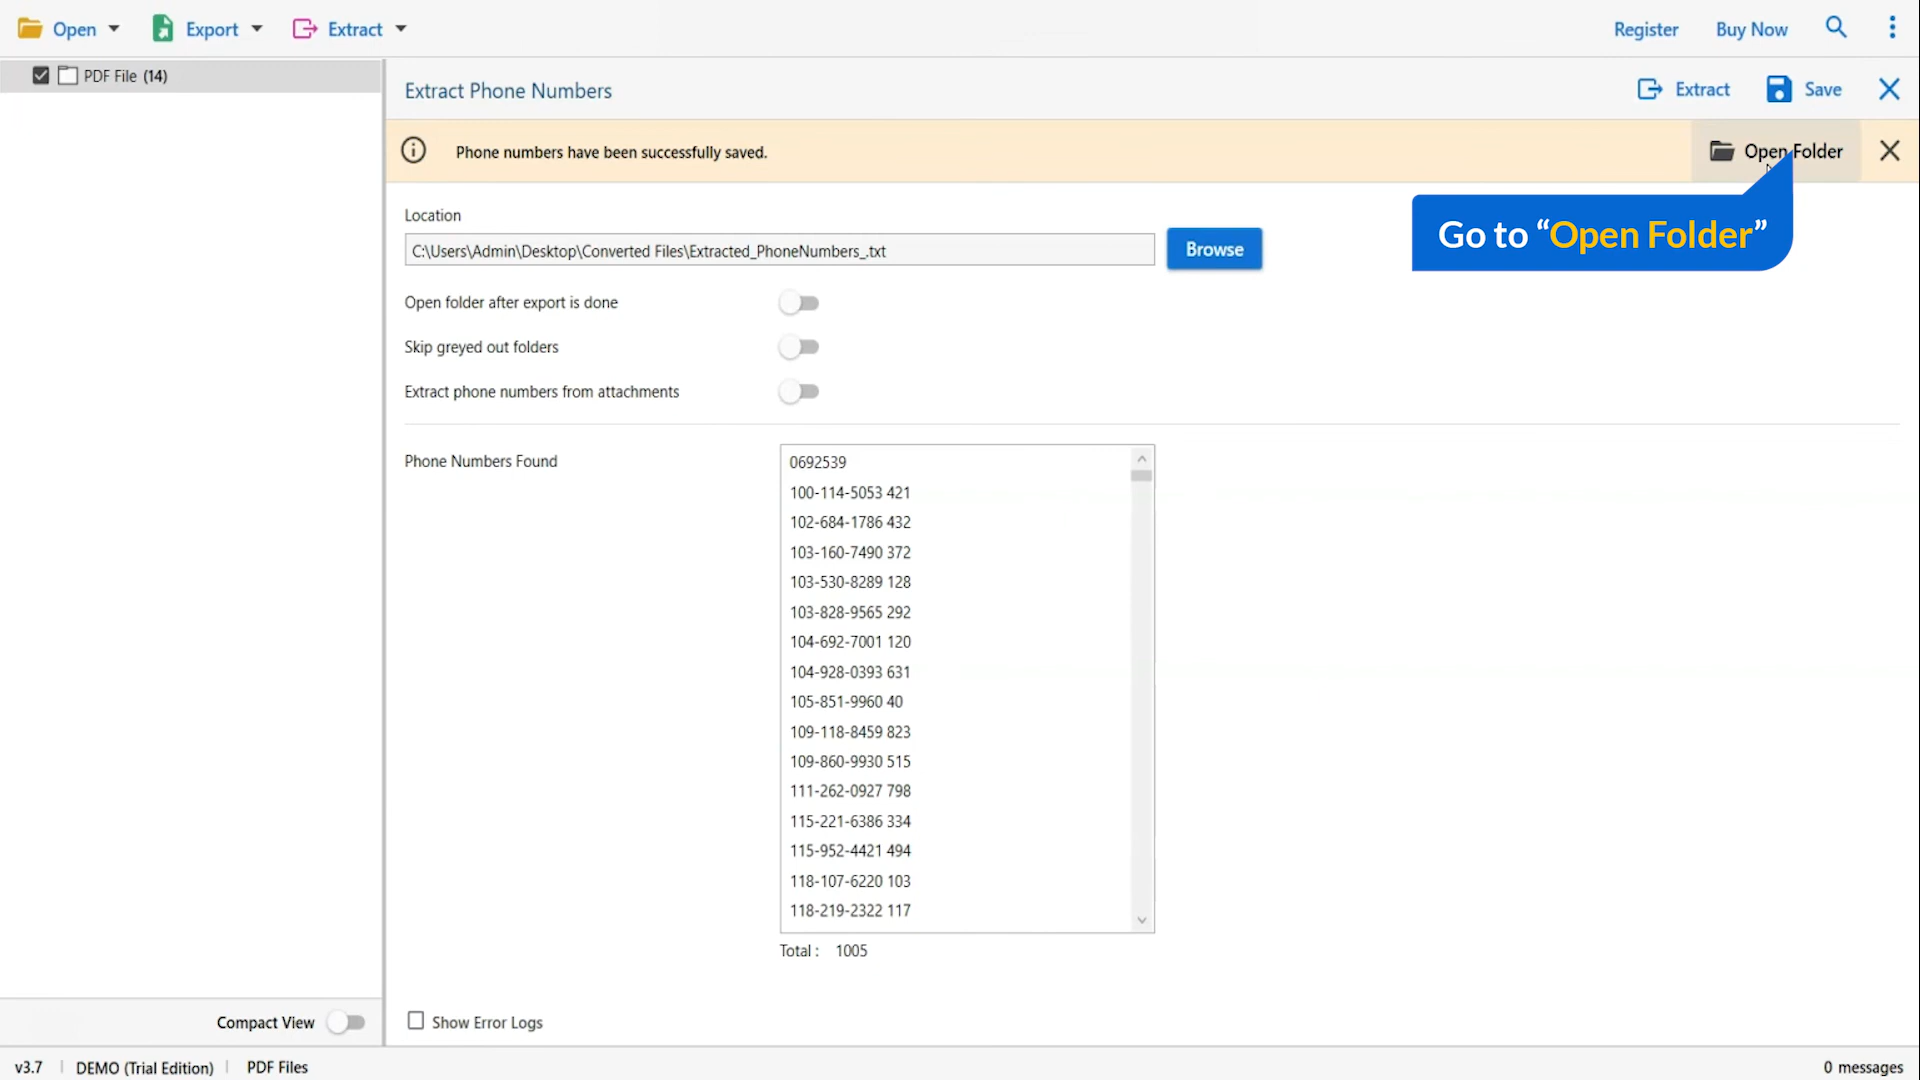 Open Export Extract Register Buy Now
PDF File (14)
Extract Phone Numbers Extract Save
Phone numbers have been successfully saved. Open Folder
Go to “Open Folder”
Location
C:\Users\Admin\Desktop\Converted Files\Extracted_PhoneNumbers_.txt Browse
Open folder after export is done
Skip greyed out folders
Extract phone numbers from attachments
Phone Numbers Found
0692539
100-114-5053 421
102-684-1786 432
103-160-7490 372
103-530-8289 128
103-828-9565 292
104-692-7001 120
104-928-0393 631
105-851-9960 40
109-118-8459 823
109-860-9930 515
111-262-0927 798
115-221-6386 334
115-952-4421 494
118-107-6220 103
118-219-2322 117
Total : 1005
Compact View
Show Error Logs
v3.7 DEMO (Trial Edition) PDF Files 0 messages